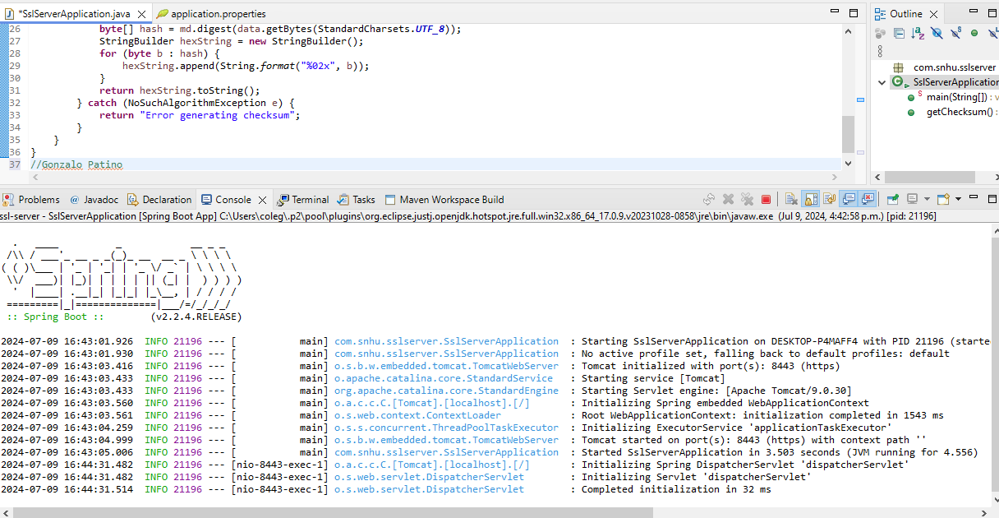 *SslServerApplication.java
application.properties
Outline
26 byte[] hash = md.digest(data.getBytes(StandardCharsets.UTF_8));
27 StringBuilder hexString = new StringBuilder();
28 for (byte b : hash) {
29 hexString.append(String.format("%02x", b));
30 }
31 return hexString.toString();
32 } catch (NoSuchAlgorithmException e) {
33 return "Error generating checksum";
34 }
35 }
36 }
37 //Gonzalo Patino
com.snhu.sslserver
SslServerApplication
main(String[]) : v
getChecksum() :
Problems @ Javadoc Declaration Console Terminal Tasks Maven Workspace Build
ssl-server - SslServerApplication [Spring Boot App] C:\Users\coleg\.p2\pool\plugins\org.eclipse.justj.openjdk.hotspot.jre.full.win32.x86_64_17.0.9.v20231028-0858\jre\bin\javaw.exe (Jul 9, 2024, 4:42:58 p.m.) [pid: 21196]
Spring
:: Spring Boot :: (v2.2.4.RELEASE)
2024-07-09 16:43:01.926 INFO 21196 --- [ main] com.snhu.sslserver.SslServerApplication : Starting SslServerApplication on DESKTOP-P4MAFF4 with PID 21196 (starte
2024-07-09 16:43:01.930 INFO 21196 --- [ main] com.snhu.sslserver.SslServerApplication : No active profile set, falling back to default profiles: default
2024-07-09 16:43:03.416 INFO 21196 --- [ main] o.s.b.w.embedded.tomcat.TomcatWebServer : Tomcat initialized with port(s): 8443 (https)
2024-07-09 16:43:03.433 INFO 21196 --- [ main] o.apache.catalina.core.StandardService : Starting service [Tomcat]
2024-07-09 16:43:03.433 INFO 21196 --- [ main] org.apache.catalina.core.StandardEngine : Starting Servlet engine: [Apache Tomcat/9.0.30]
2024-07-09 16:43:03.560 INFO 21196 --- [ main] o.a.c.c.C.[Tomcat].[localhost].[/] : Initializing Spring embedded WebApplicationContext
2024-07-09 16:43:03.561 INFO 21196 --- [ main] o.s.web.context.ContextLoader : Root WebApplicationContext: initialization completed in 1543 ms
2024-07-09 16:43:04.259 INFO 21196 --- [ main] o.s.s.concurrent.ThreadPoolTaskExecutor : Initializing ExecutorService 'applicationTaskExecutor'
2024-07-09 16:43:04.999 INFO 21196 --- [ main] o.s.b.w.embedded.tomcat.TomcatWebServer : Tomcat started on port(s): 8443 (https) with context path ''
2024-07-09 16:43:05.006 INFO 21196 --- [ main] com.snhu.sslserver.SslServerApplication : Started SslServerApplication in 3.503 seconds (JVM running for 4.556)
2024-07-09 16:44:31.482 INFO 21196 --- [nio-8443-exec-1] o.a.c.c.C.[Tomcat].[localhost].[/] : Initializing Spring DispatcherServlet 'dispatcherServlet'
2024-07-09 16:44:31.482 INFO 21196 --- [nio-8443-exec-1] o.s.web.servlet.DispatcherServlet : Initializing Servlet 'dispatcherServlet'
2024-07-09 16:44:31.514 INFO 21196 --- [nio-8443-exec-1] o.s.web.servlet.DispatcherServlet : Completed initialization in 32 ms